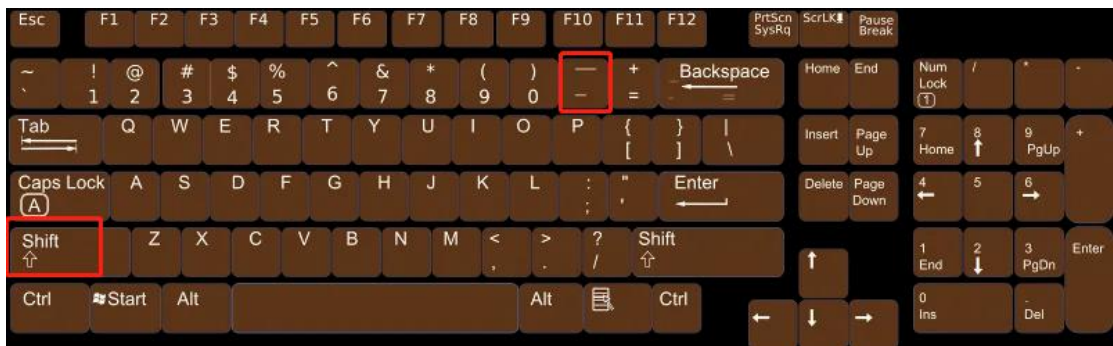 Esc F1 F2 F3 F4 F5 F6 F7 F8 F9 F10 F11 F12 PrtScn SysRq ScrLK Pause Break
~ ! @ # $ % ^ & * ( ) — + Backspace Home End Num Lock / * -
` 1 2 3 4 5 6 7 8 9 0 - = 1
Tab Q W E R T Y U I O P { } | Insert Page Up 7 Home 8 9 PgUp +
[ ] \
Caps Lock A S D F G H J K L : " Enter Delete Page Down 4 5 6
A ; '
Shift Z X C V B N M < > ? Shift 1 End 2 3 PgDn Enter
, . /
Ctrl Start Alt Alt Ctrl 0 Ins . Del